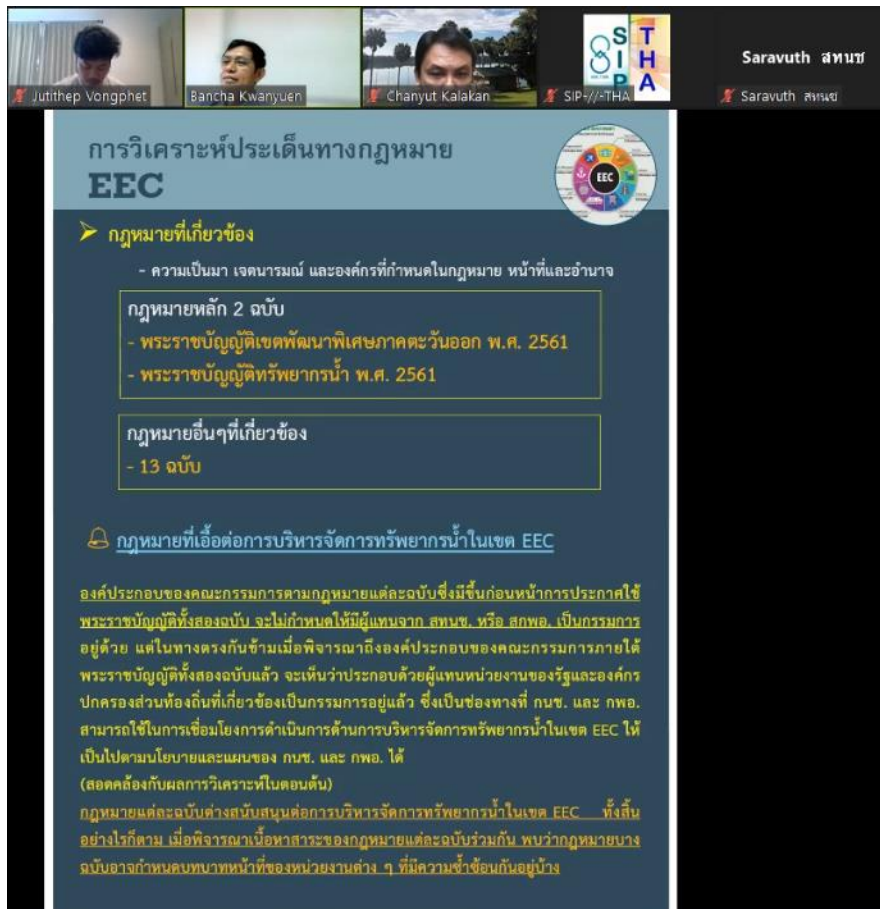 Jutithep Vongphet
Bancha Kwanyuen
Chanyut Kalakan
SIP
THA
SIP-//-THA
Saravuth สทนช
Saravuth สทนช
การวิเคราะห์ประเด็นทางกฎหมาย
EEC
EEC
กฎหมายที่เกี่ยวข้อง
- ความเป็นมา เจตนารมณ์ และองค์กรที่กำหนดในกฎหมาย หน้าที่และอำนาจ
กฎหมายหลัก 2 ฉบับ
- พระราชบัญญัติเขตพัฒนาพิเศษภาคตะวันออก พ.ศ. 2561
- พระราชบัญญัติทรัพยากรน้ำ พ.ศ. 2561
กฎหมายอื่นๆที่เกี่ยวข้อง
- 13 ฉบับ
กฎหมายที่เอื้อต่อการบริหารจัดการทรัพยากรน้ำในเขต EEC
องค์ประกอบของคณะกรรมการตามกฎหมายแต่ละฉบับซึ่งมีขึ้นก่อนหน้าการประกาศใช้
พระราชบัญญัติทั้งสองฉบับ จะไม่กำหนดให้มีผู้แทนจาก สทนช. หรือ สกพอ. เป็นกรรมการ
อยู่ด้วย แต่ในทางตรงกันข้ามเมื่อพิจารณาถึงองค์ประกอบของคณะกรรมการภายใต้
พระราชบัญญัติทั้งสองฉบับแล้ว จะเห็นว่าประกอบด้วยผู้แทนหน่วยงานของรัฐและองค์กร
ปกครองส่วนท้องถิ่นที่เกี่ยวข้องเป็นกรรมการอยู่แล้ว ซึ่งเป็นช่องทางที่ กนช. และ กพอ.
สามารถใช้ในการเชื่อมโยงการดำเนินการด้านการบริหารจัดการทรัพยากรน้ำในเขต EEC ให้
เป็นไปตามนโยบายและแผนของ กนช. และ กพอ. ได้
(สอดคล้องกับผลการวิเคราะห์ในตอนต้น)
กฎหมายแต่ละฉบับต่างสนับสนุนต่อการบริหารจัดการทรัพยากรน้ำในเขต EEC ทั้งสิ้น
อย่างไรก็ตาม เมื่อพิจารณาเนื้อหาสาระของกฎหมายแต่ละฉบับร่วมกัน พบว่ากฎหมายบาง
ฉบับอาจกำหนดบทบาทหน้าที่ของหน่วยงานต่าง ๆ ที่มีความซ้ำซ้อนกันอยู่บ้าง